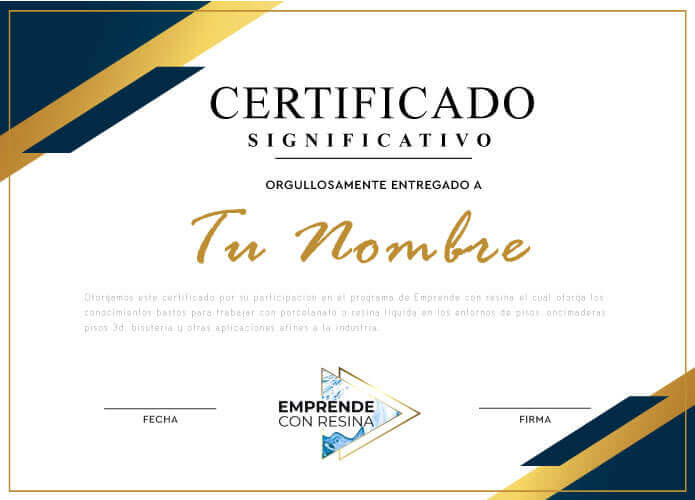 CERTIFICADO
SIGNIFICATIVO
ORGULLOSAMENTE ENTREGADO A
Tu Nombre
Otorgamos este certificado por su participacion en el programa de Emprende con resina el cual otorga los
conocimientos bastos para trabajar con porcelanato o resina liquida en los entornos de pisos, encimaderas
pisos 3d, bisuteria y otras aplicaciones afines a la industria.
EMPRENDE
CON RESINA
FECHA
FIRMA